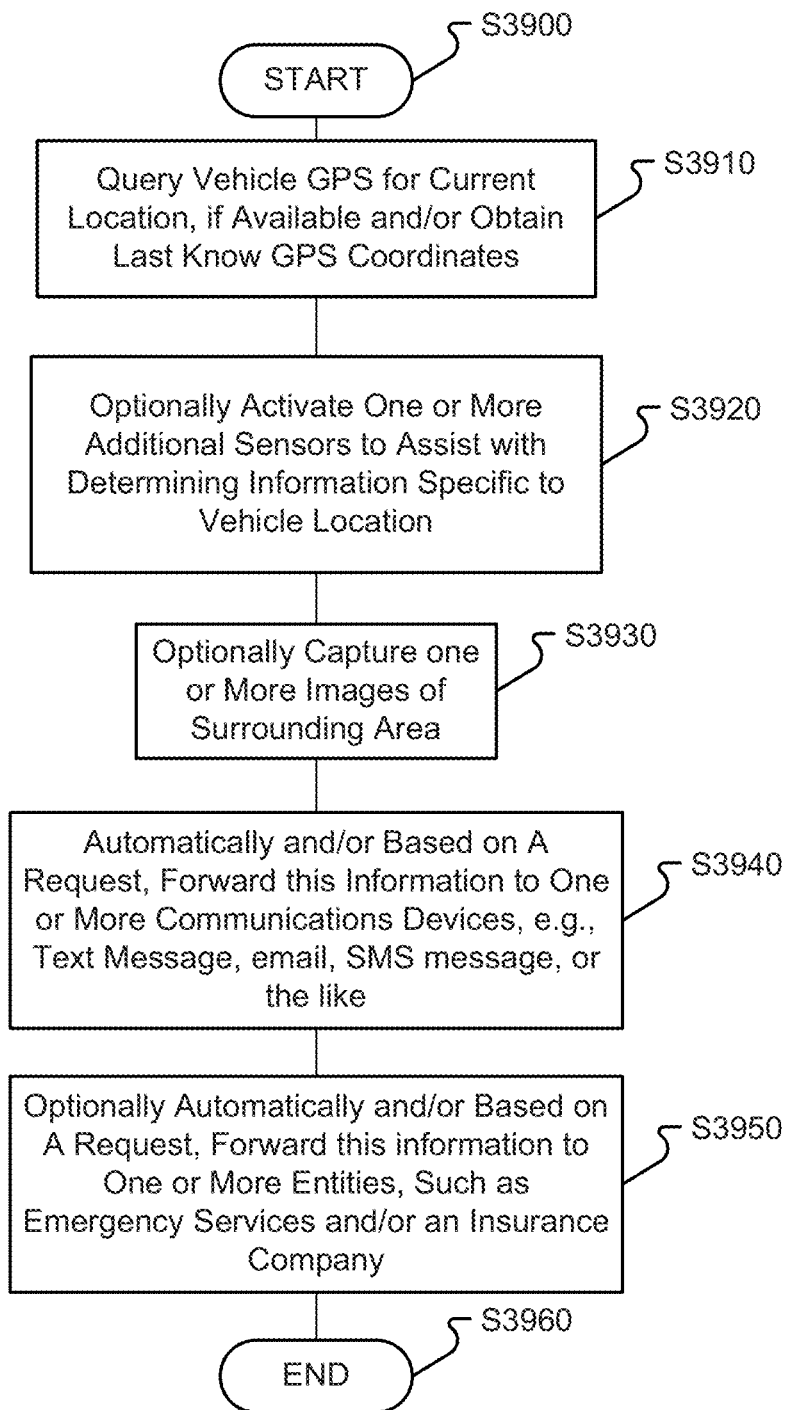 S3900
START
S3910
Query Vehicle GPS for Current
Location, if Available and/or Obtain
Last Know GPS Coordinates
S3920
Optionally Activate One or More
Additional Sensors to Assist with
Determining Information Specific to
Vehicle Location
S3930
Optionally Capture one
or More Images of
Surrounding Area
S3940
Automatically and/or Based on A
Request, Forward this Information to One
or More Communications Devices, e.g.,
Text Message, email, SMS message, or
the like
S3950
Optionally Automatically and/or Based on
A Request, Forward this information to
One or More Entities, Such as
Emergency Services and/or an Insurance
Company
S3960
END